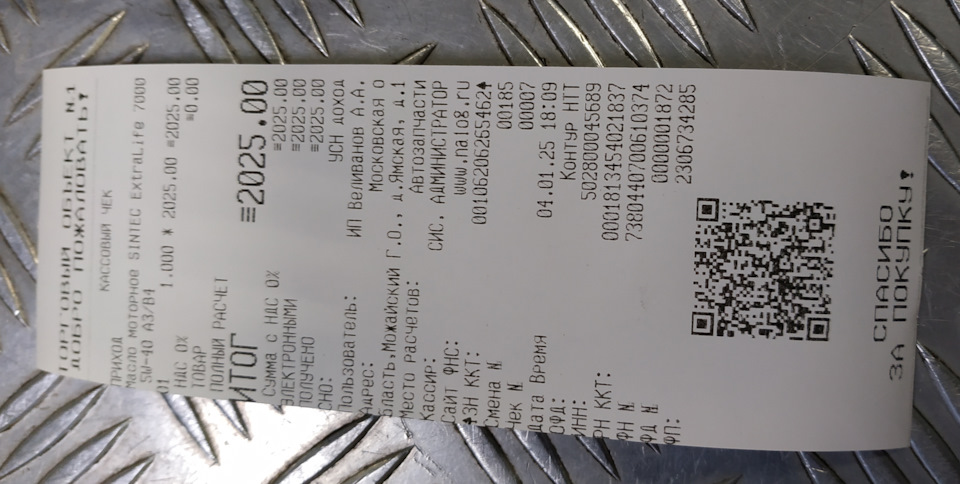 ТОРГОВЫЙ ОБЪЕКТ N.1
ДОБРО ПОЖАЛОВАТЬ!
КАССОВЫЙ ЧЕК
ПРИХОД
Масло моторное SINTEC ExtraLife 7000
5W-40 A3/B4
01 1.000 * 2025.00 ≡2025.00
НДС 0% ≡0.00
ТОВАР
ПОЛНЫЙ РАСЧЕТ
ИТОГ ≡2025.00
Сумма с НДС 0% ≡2025.00
ЭЛЕКТРОННЫМИ ≡2025.00
ПОЛУЧЕНО ≡2025.00
СНО: УСН ДОХОД
Пользователь: ИП Веливанов А.А.
Адрес: Московская о
бласть,Можайский Г.О., д.Ямская, д.1
Место расчетов: Автозапчасти
Кассир: СИС. АДМИНИСТРАТОР
Сайт ФНС: www.nalog.ru
ЗН ККТ: 00106206265462
Смена N 00185
Чек N 00007
Дата Время 04.01.25 18:09
ОФД: Контур НТТ
ИНН: 502800045689
РН ККТ: 0001813454021837
ФН N 7380440700610374
ФД N 0000001872
ФП: 2306734285
СПАСИБО
ЗА ПОКУПКУ!